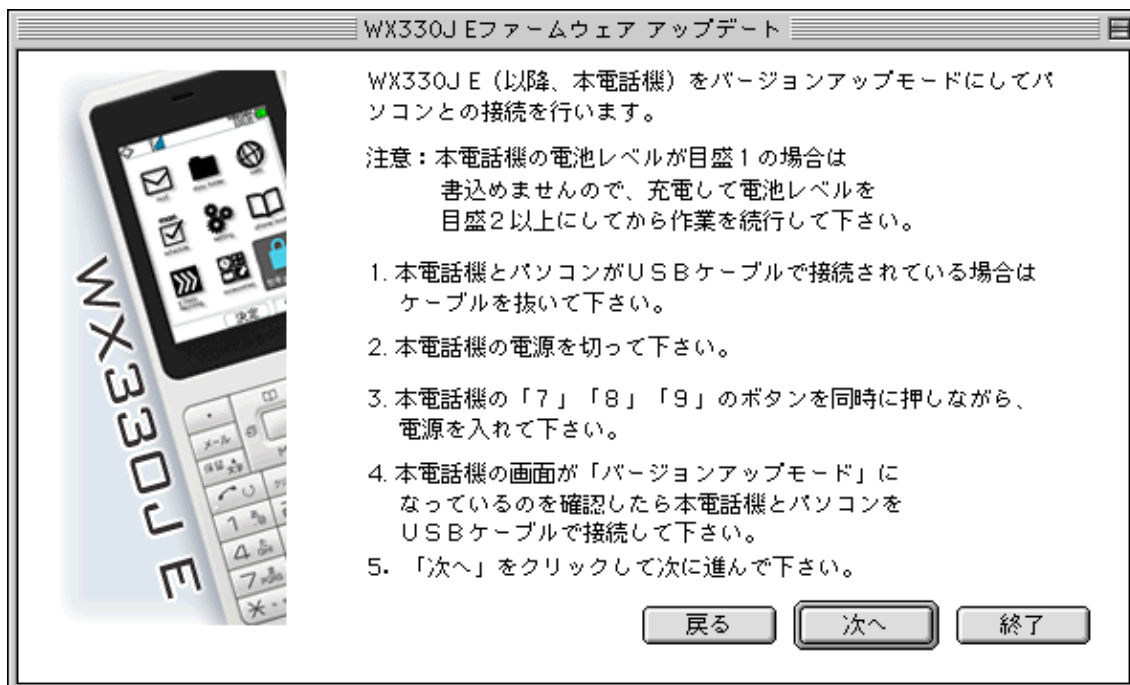 WX330J Eファームウェア アップデート
WX330J E（以降、本電話機）をバージョンアップモードにしてパ
ソコンとの接続を行います。
注意：本電話機の電池レベルが目盛１の場合は
書込めませんので、充電して電池レベルを
目盛２以上にしてから作業を続行して下さい。
1. 本電話機とパソコンがＵＳＢケーブルで接続されている場合は
ケーブルを抜いて下さい。
2. 本電話機の電源を切って下さい。
3. 本電話機の「７」「８」「９」のボタンを同時に押しながら、
電源を入れて下さい。
4. 本電話機の画面が「バージョンアップモード」に
なっているのを確認したら本電話機とパソコンを
ＵＳＢケーブルで接続して下さい。
5. 「次へ」をクリックして次に進んで下さい。
WX330J E
決定
メール
保留
1
4
7
戻る
次へ
終了